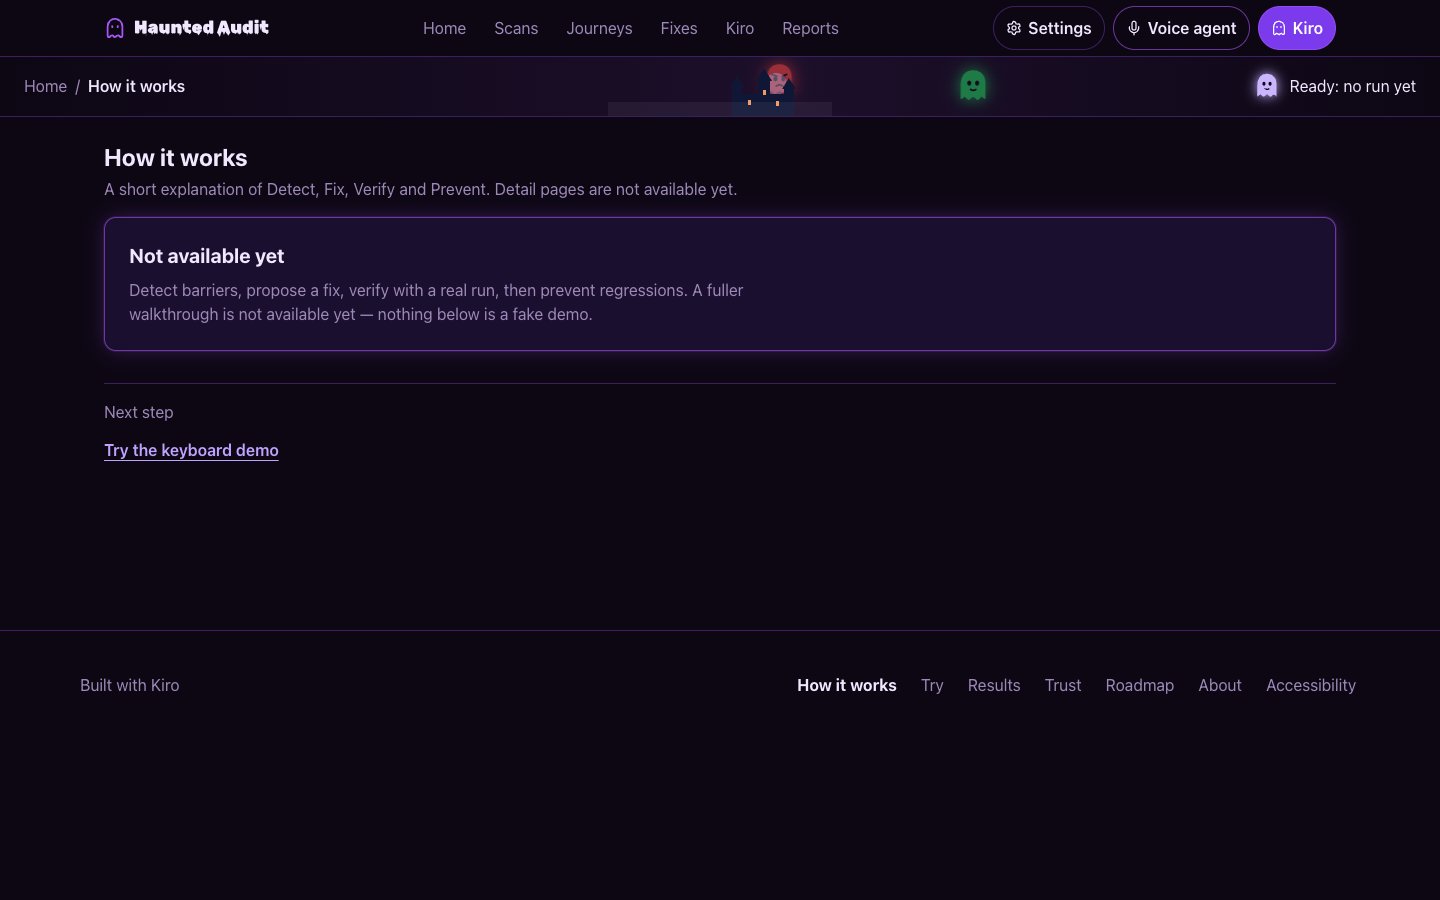 Haunted Audit
Home Scans Journeys Fixes Kiro Reports
Settings Voice agent Kiro
Home / How it works
Ready: no run yet
How it works
A short explanation of Detect, Fix, Verify and Prevent. Detail pages are not available yet.
Not available yet
Detect barriers, propose a fix, verify with a real run, then prevent regressions. A fuller
walkthrough is not available yet — nothing below is a fake demo.
Next step
Try the keyboard demo
Built with Kiro
How it works Try Results Trust Roadmap About Accessibility